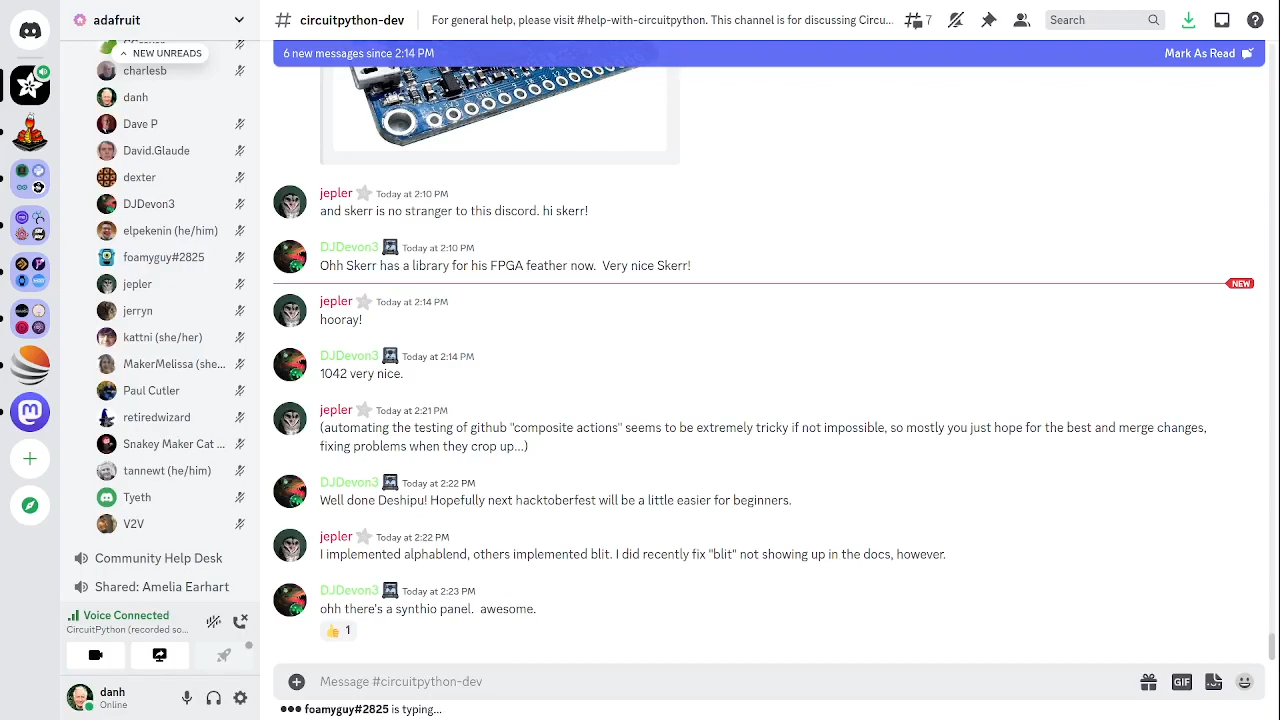 adafruit
circuitpython-dev
For general help, please visit #help-with-circuitpython. This channel is for discussing Circu...
7
Search
NEW UNREADS
charlesb
danh
Dave P
David.Glaude
dexter
DJDevon3
elpekenin (he/him)
foamyguy#2825
jepler
jerryn
kattni (she/her)
MakerMelissa (she...
Paul Cutler
retiredwizard
Snakey Maker Cat ...
tannewt (he/him)
Tyeth
V2V
Community Help Desk
Shared: Amelia Earhart
Voice Connected
CircuitPython (recorded so...
danh
Online
6 new messages since 2:14 PM
Mark As Read
jepler Today at 2:10 PM
and skerr is no stranger to this discord. hi skerr!
DJDevon3 Today at 2:10 PM
Ohh Skerr has a library for his FPGA feather now. Very nice Skerr!
NEW
jepler Today at 2:14 PM
hooray!
DJDevon3 Today at 2:14 PM
1042 very nice.
jepler Today at 2:21 PM
(automating the testing of github "composite actions" seems to be extremely tricky if not impossible, so mostly you just hope for the best and merge changes,
fixing problems when they crop up...)
DJDevon3 Today at 2:22 PM
Well done Deshipu! Hopefully next hacktoberfest will be a little easier for beginners.
jepler Today at 2:22 PM
I implemented alphablend, others implemented blit. I did recently fix "blit" not showing up in the docs, however.
DJDevon3 Today at 2:23 PM
ohh there's a synthio panel. awesome.
1
Message #circuitpython-dev
GIF
foamyguy#2825 is typing...